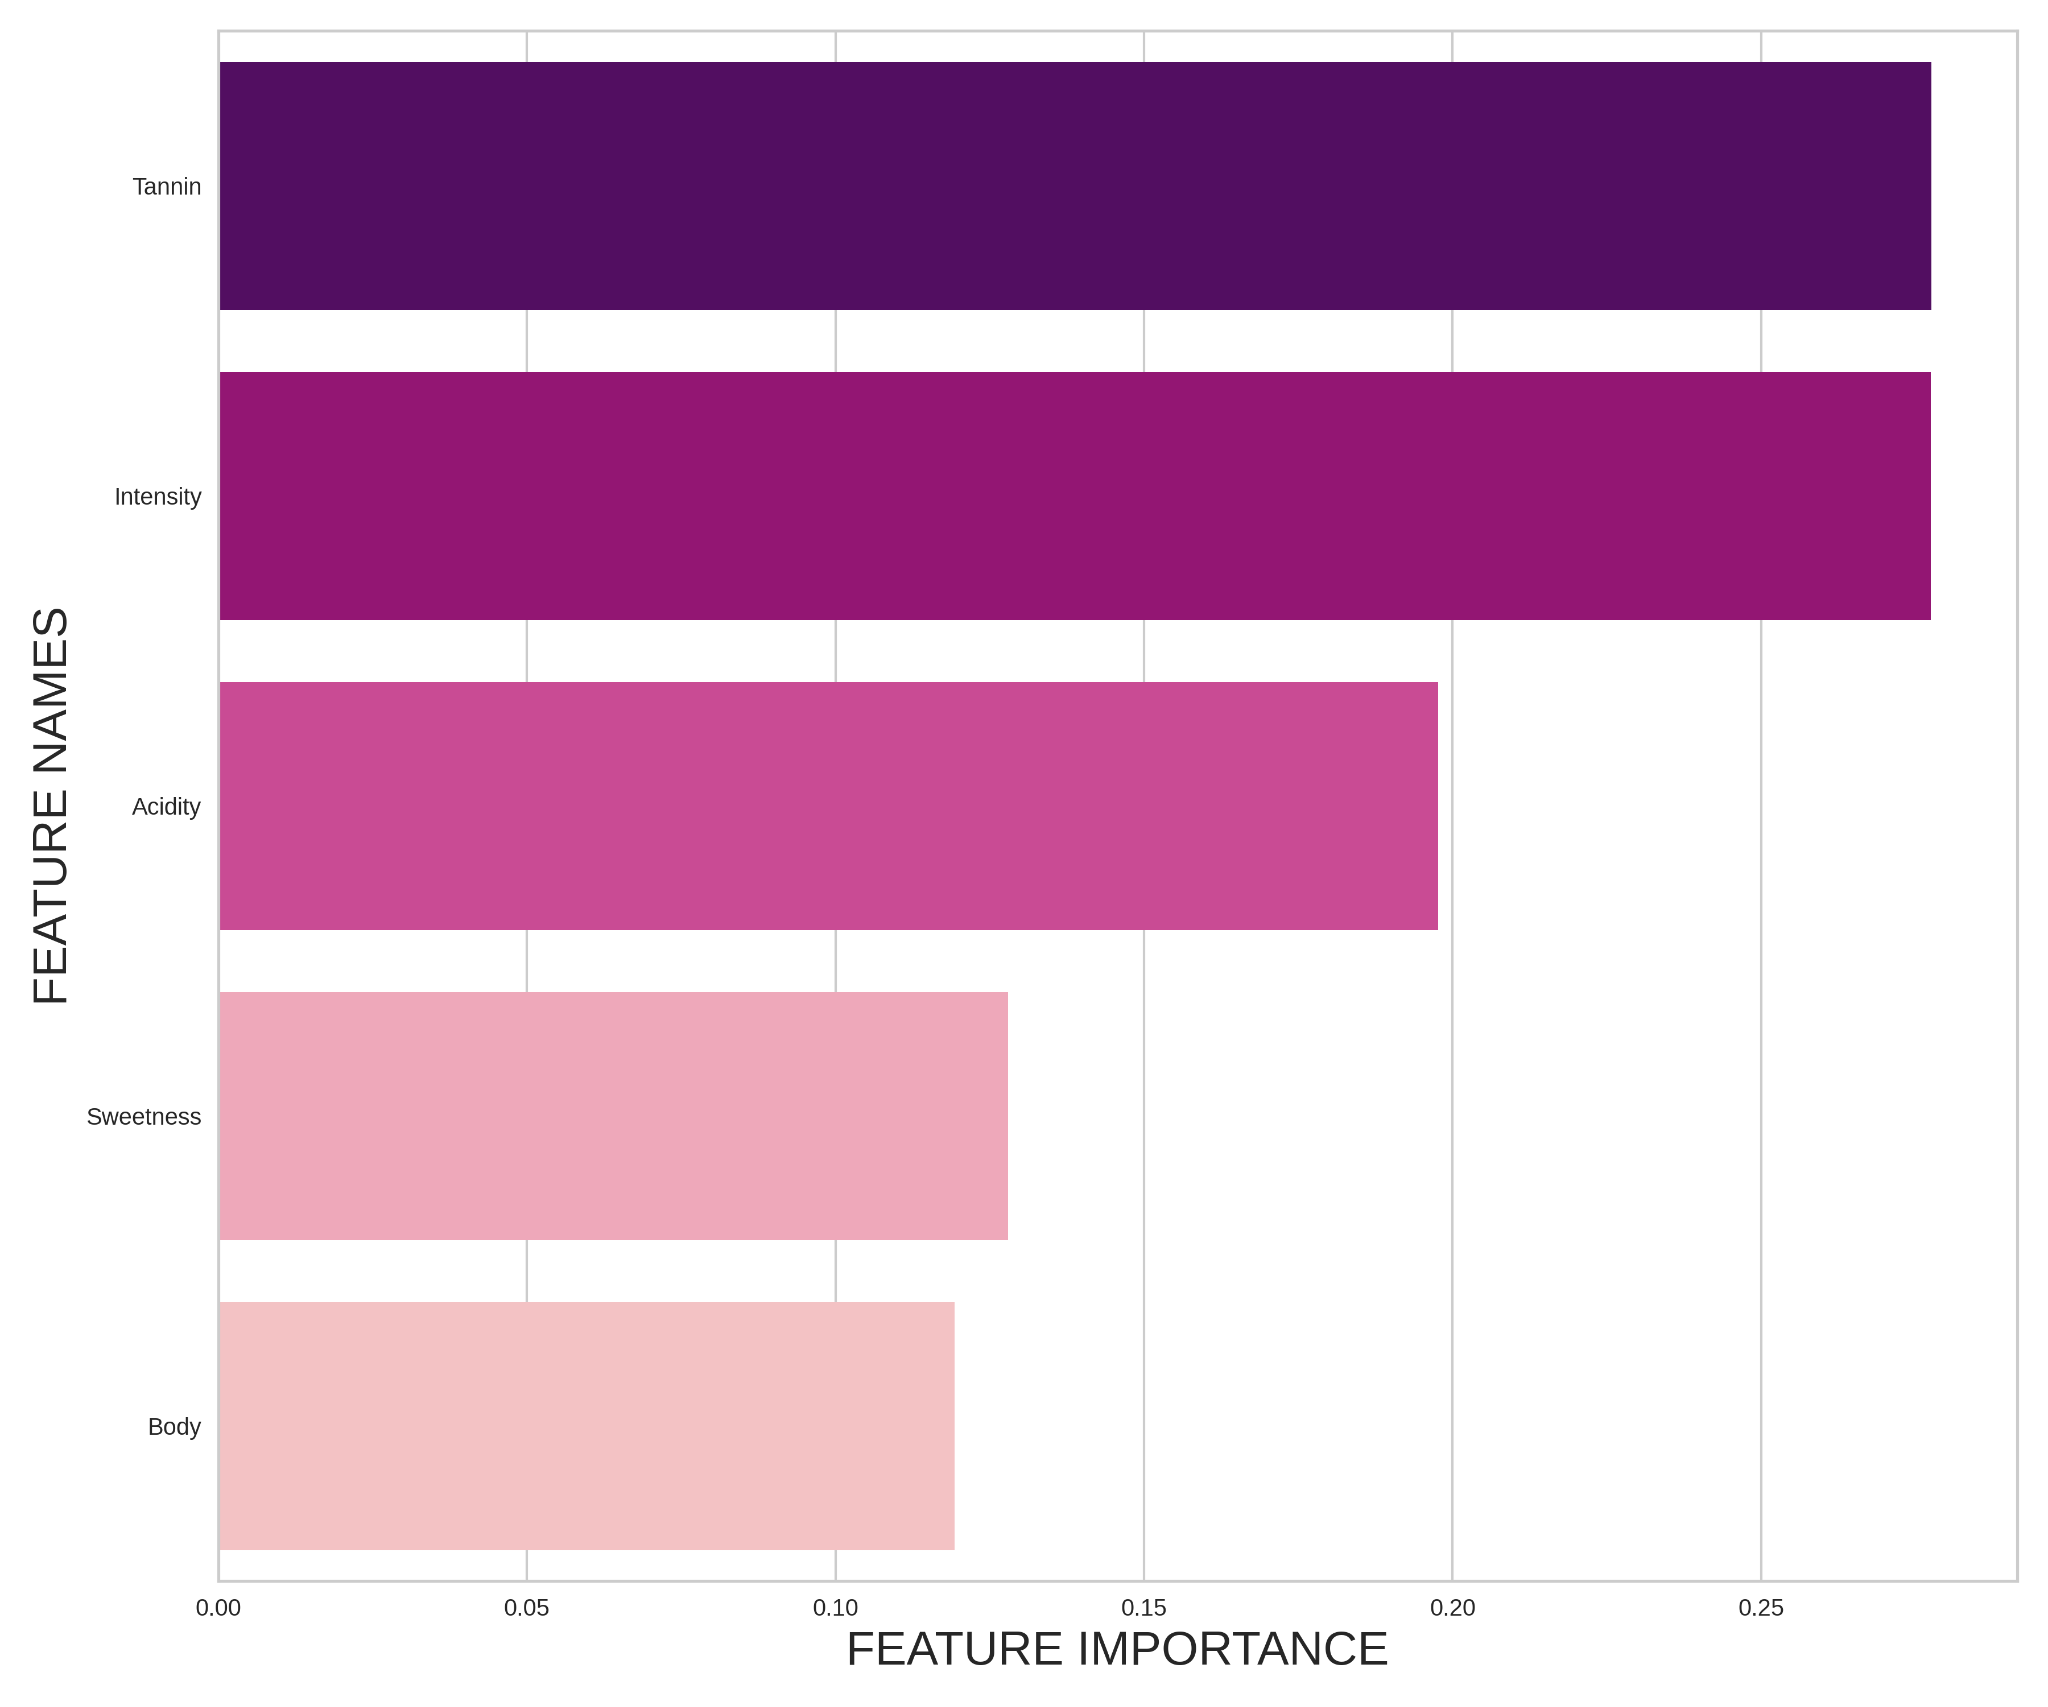 FEATURE NAMES
Tannin
Intensity
Acidity
Sweetness
Body
0.00 0.05 0.10 0.15 0.20 0.25
FEATURE IMPORTANCE